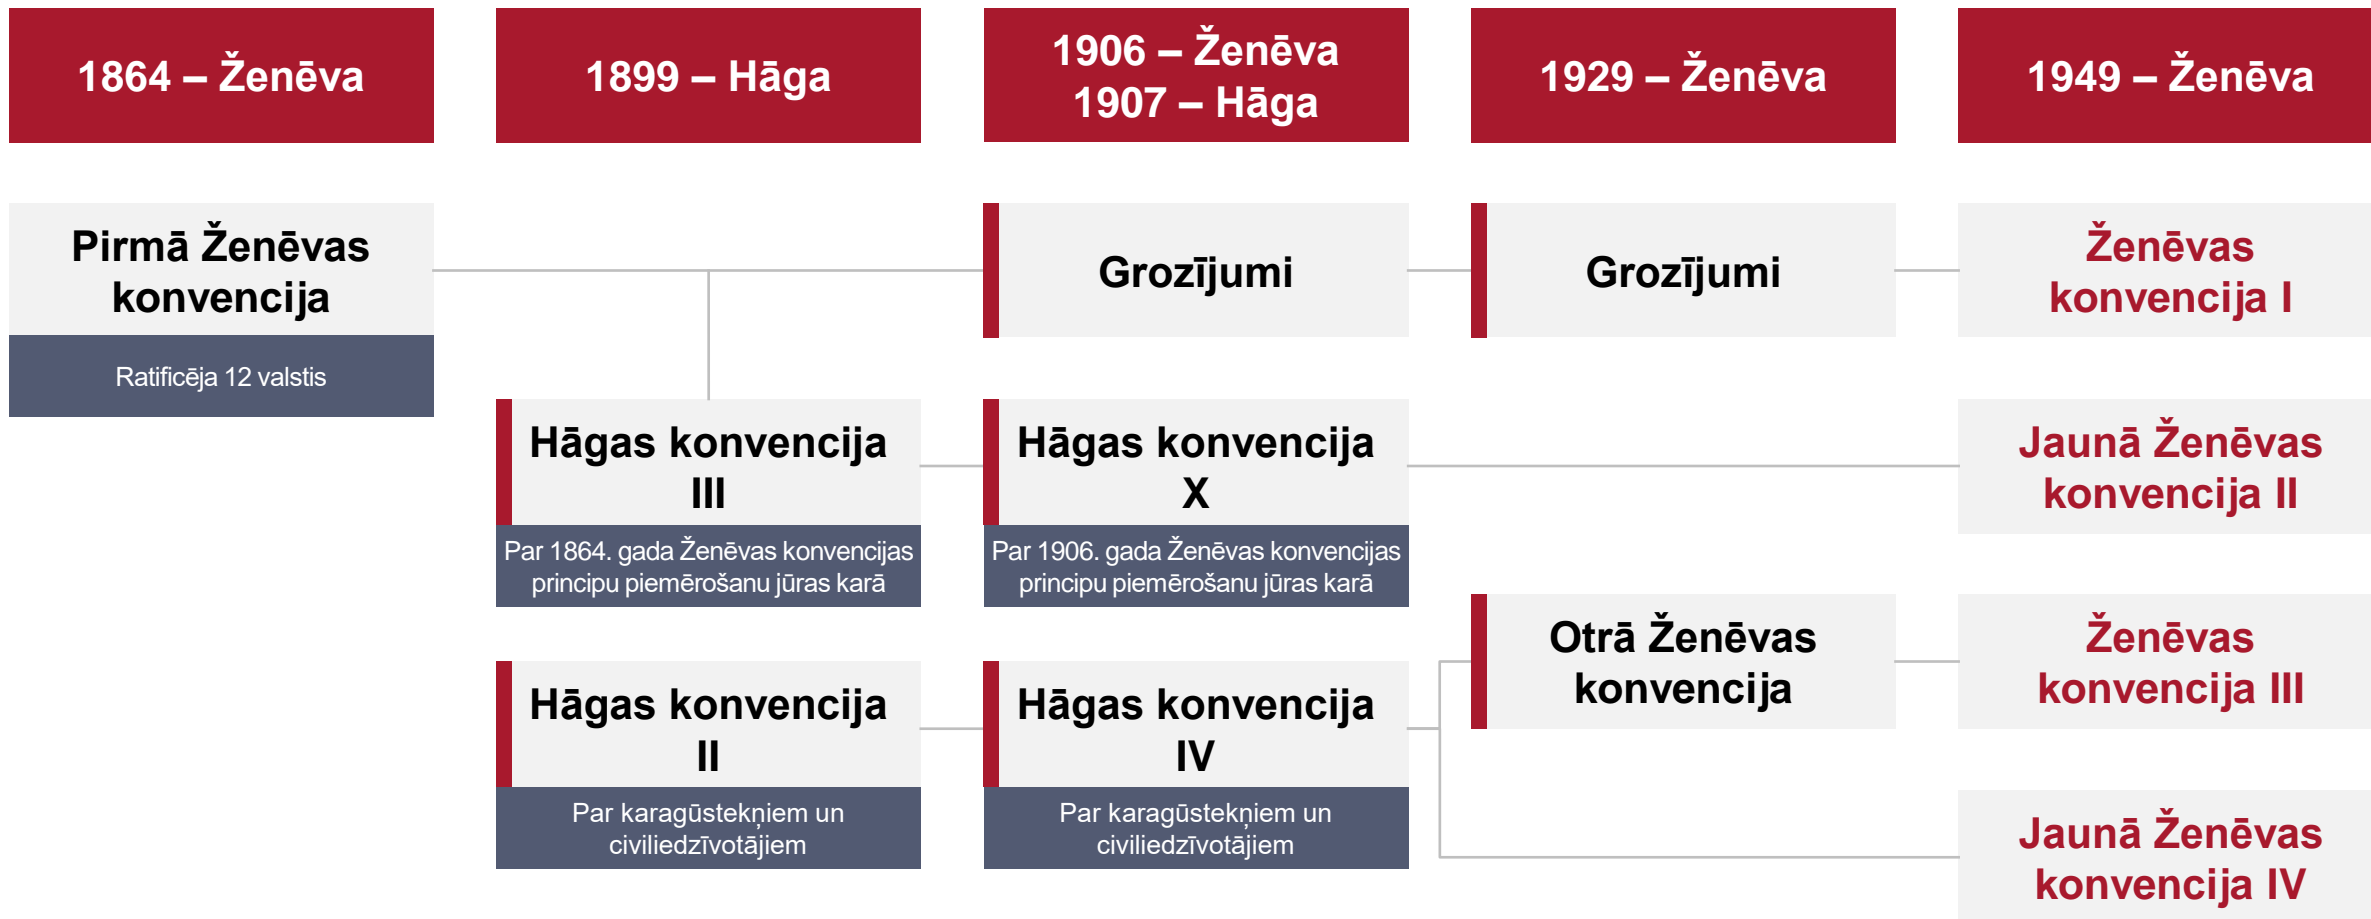 1864 – Ženēva
1899 – Hāga
1906 – Ženēva
1907 – Hāga
1929 – Ženēva
1949 – Ženēva
Pirmā Ženēvas
konvencija
Ratificēja 12 valstis
Grozījumi
Grozījumi
Ženēvas
konvencija I
Hāgas konvencija
III
Par 1864. gada Ženēvas konvencijas
principu piemērošanu jūras karā
Hāgas konvencija
X
Par 1906. gada Ženēvas konvencijas
principu piemērošanu jūras karā
Jaunā Ženēvas
konvencija II
Hāgas konvencija
II
Par karagūstekņiem un
civiliedzīvotājiem
Hāgas konvencija
IV
Par karagūstekņiem un
civiliedzīvotājiem
Otrā Ženēvas
konvencija
Ženēvas
konvencija III
Jaunā Ženēvas
konvencija IV